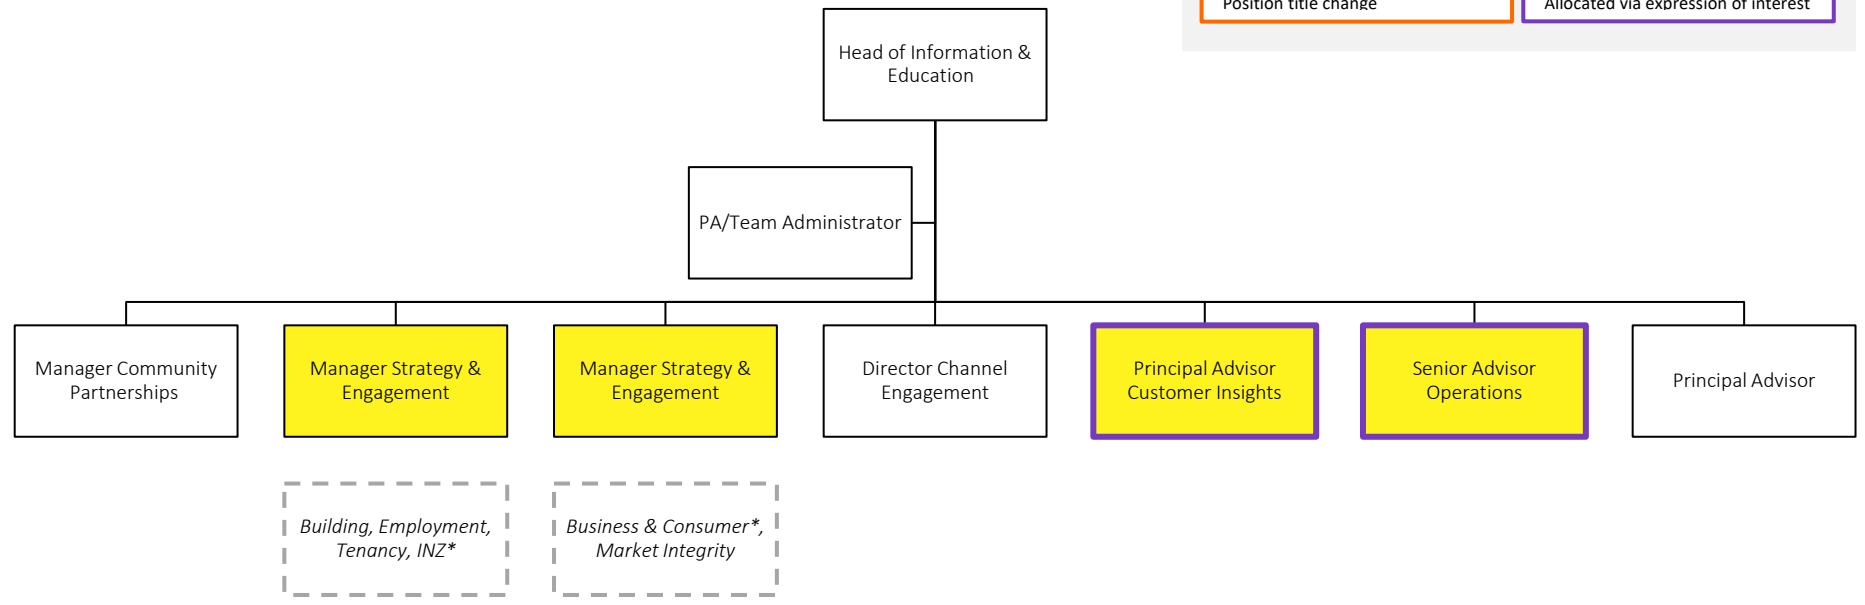 Position title change
Allocated via expression of interest
Head of Information &
Education
PA/Team Administrator
Manager Community
Partnerships
Manager Strategy &
Engagement
Manager Strategy &
Engagement
Director Channel
Engagement
Principal Advisor
Customer Insights
Senior Advisor
Operations
Principal Advisor
Building, Employment,
Tenancy, INZ*
Business & Consumer*,
Market Integrity